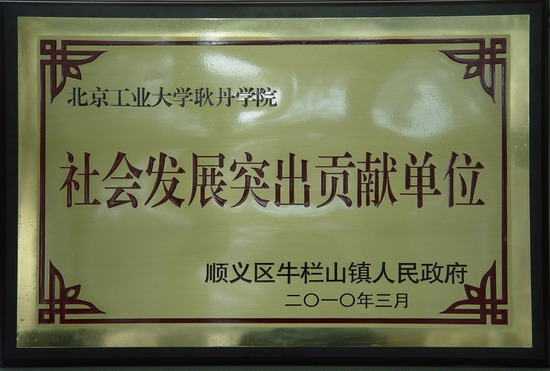 北京工业大学耿丹学院
社会发展突出贡献单位
顺义区牛栏山镇人民政府
二〇一〇年三月